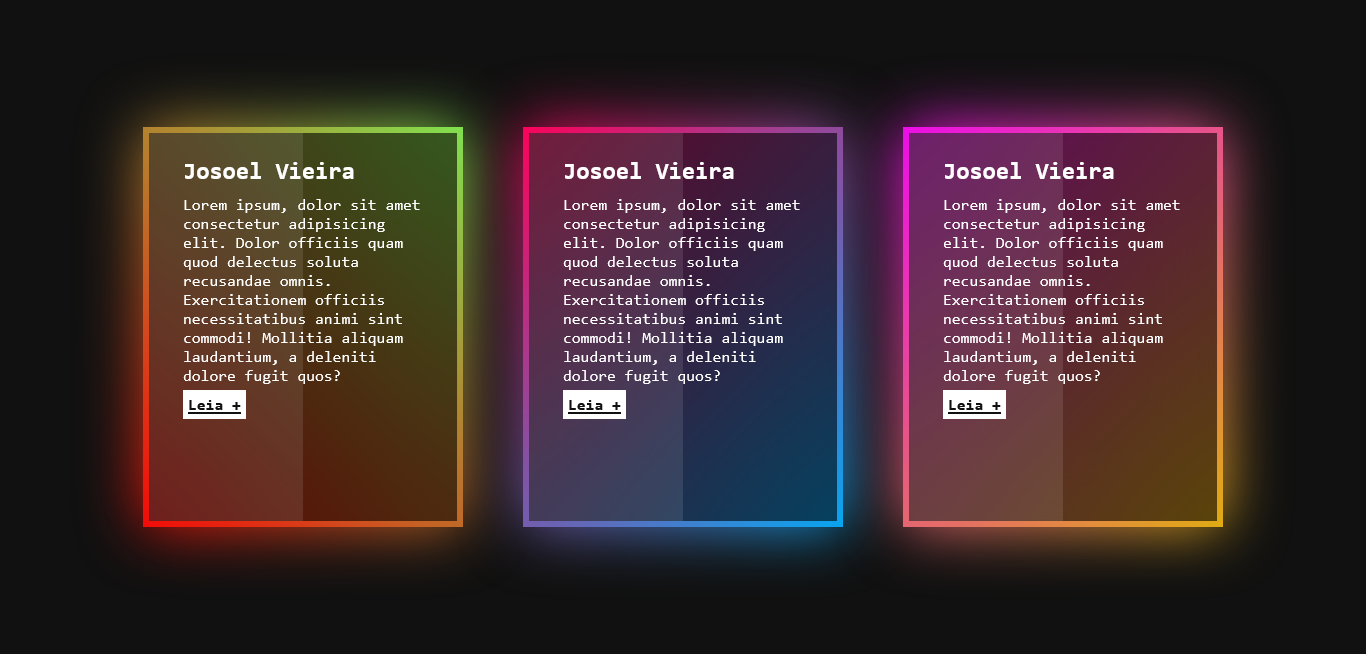 Josoel Vieira
Lorem ipsum, dolor sit amet
consectetur adipisicing
elit. Dolor officiis quam
quod delectus soluta
recusandae omnis.
Exercitationem officiis
necessitatibus animi sint
commodi! Mollitia aliquam
laudantium, a deleniti
dolore fugit quos?
Leia +
Josoel Vieira
Lorem ipsum, dolor sit amet
consectetur adipisicing
elit. Dolor officiis quam
quod delectus soluta
recusandae omnis.
Exercitationem officiis
necessitatibus animi sint
commodi! Mollitia aliquam
laudantium, a deleniti
dolore fugit quos?
Leia +
Josoel Vieira
Lorem ipsum, dolor sit amet
consectetur adipisicing
elit. Dolor officiis quam
quod delectus soluta
recusandae omnis.
Exercitationem officiis
necessitatibus animi sint
commodi! Mollitia aliquam
laudantium, a deleniti
dolore fugit quos?
Leia +